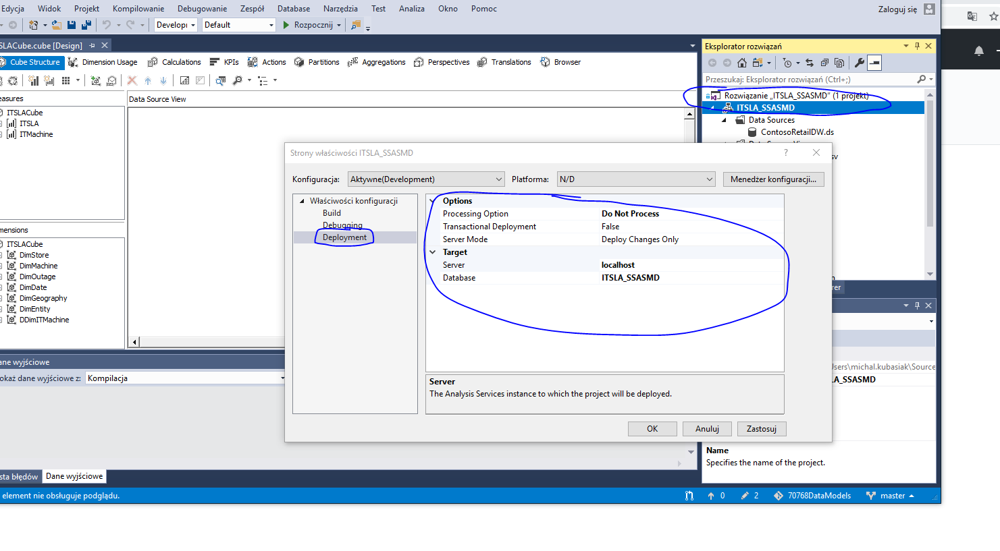 Edycja Widok Projekt Kompilowanie Debugowanie Zespół Database Narzędzia Test Analiza Okno Pomoc Zaloguj się
Default Rozpocznij
SLACube.cube [Design]
Eksplorator rozwiązań
Cube Structure Dimension Usage Calculations KPIs Actions Partitions Aggregations Perspectives Translations Browser
Przeszukaj: Eksplorator rozwiązań (Ctrl+;)
Rozwiązanie „ITSLA_SSASMD” (1 projekt)
ITSLA_SSASMD
Data Sources
ContosoRetailDW.ds
easures
ITSLACube
ITSLA
ITMachine
Data Source View
mensions
ITSLACube
DimStore
DimMachine
DimOutage
DimDate
DimGeography
DimEntity
DDimITMachine
Strony właściwości ITSLA_SSASMD ?
Konfiguracja: Aktywne(Development) Platforma: N/D Menedżer konfiguracji...
Właściwości konfiguracji
Build
Debugging
Deployment
Options
Processing Option Do Not Process
Transactional Deployment False
Server Mode Deploy Changes Only
Target
Server localhost
Database ITSLA_SSASMD
Server
The Analysis Services instance to which the project will be deployed.
OK Anuluj Zastosuj
sv
rer
Users\michal.kubasiak\Source
LA_SSASMD
Name
Specifies the name of the project.
ane wyjściowe
okaż dane wyjściowe z: Kompilacja
sta błędów Dane wyjściowe
element nie obsługuje podglądu. 0 2 70768DataModels master